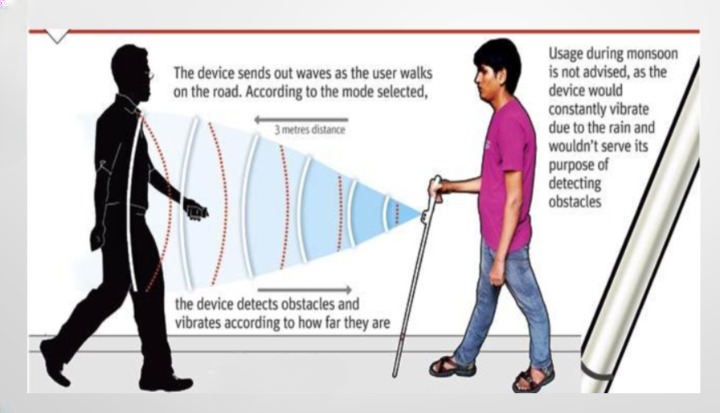 The device sends out waves as the user walks
on the road. According to the mode selected,
3 metres distance
the device detects obstacles and
vibrates according to how far they are
Usage during monsoon
is not advised, as the
device would
constantly vibrate
due to the rain and
wouldn't serve its
purpose of
detecting
obstacles